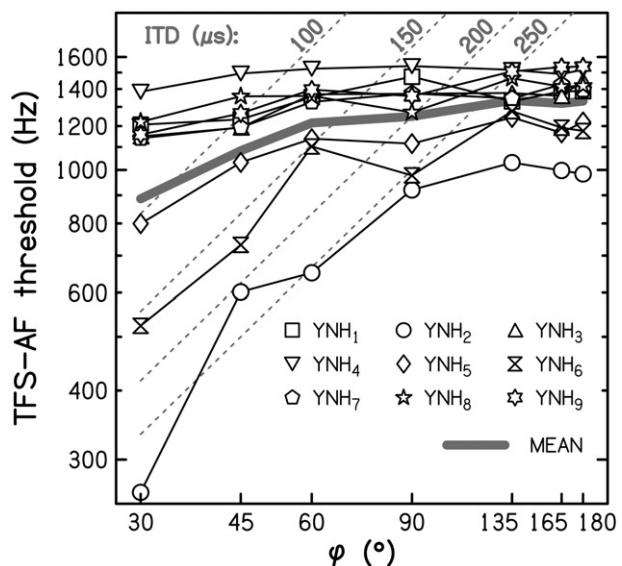 ITD (μs): 100 150 200 250
1600
1400
1200
1000
800
600
400
300
TFS-AF threshold (Hz)
YNH₁ YNH₂ YNH₃
YNH₄ YNH₅ YNH₆
YNH₇ YNH₈ YNH₉
MEAN
30 45 60 90 135 165 180
φ (°)